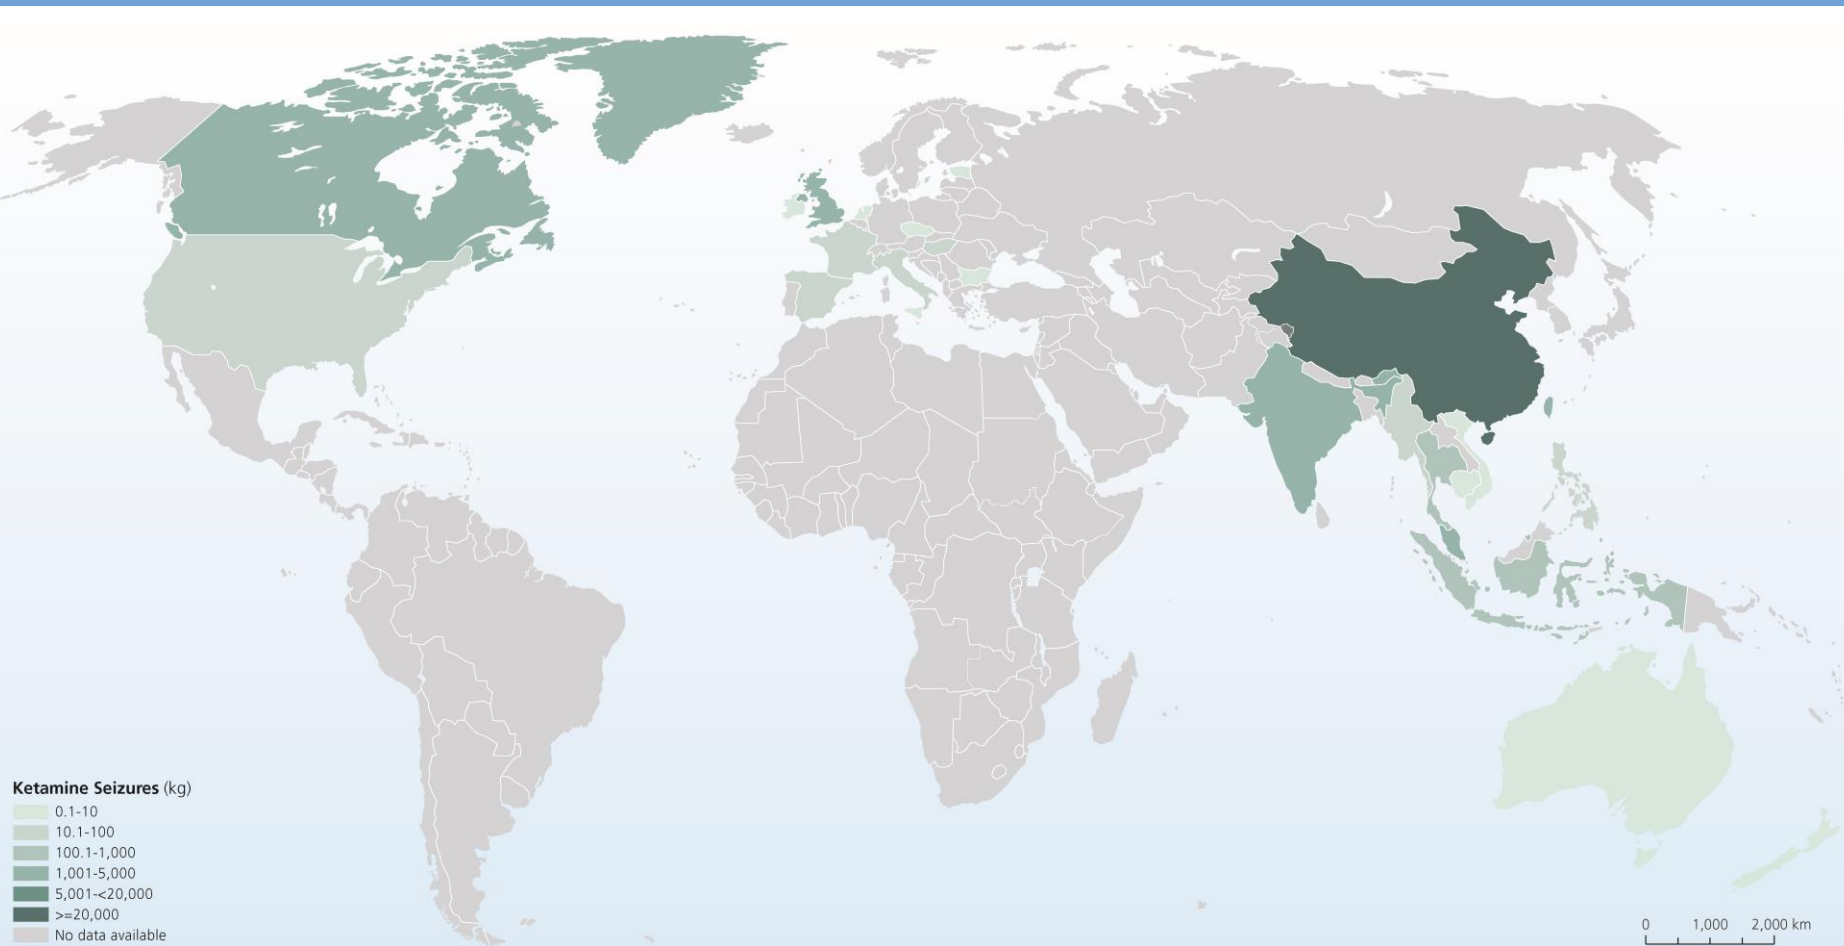 Ketamine Seizures (kg)
0.1-10
10.1-100
100.1-1,000
1,001-5,000
5,001-<20,000
>=20,000
No data available
0 1,000 2,000 km